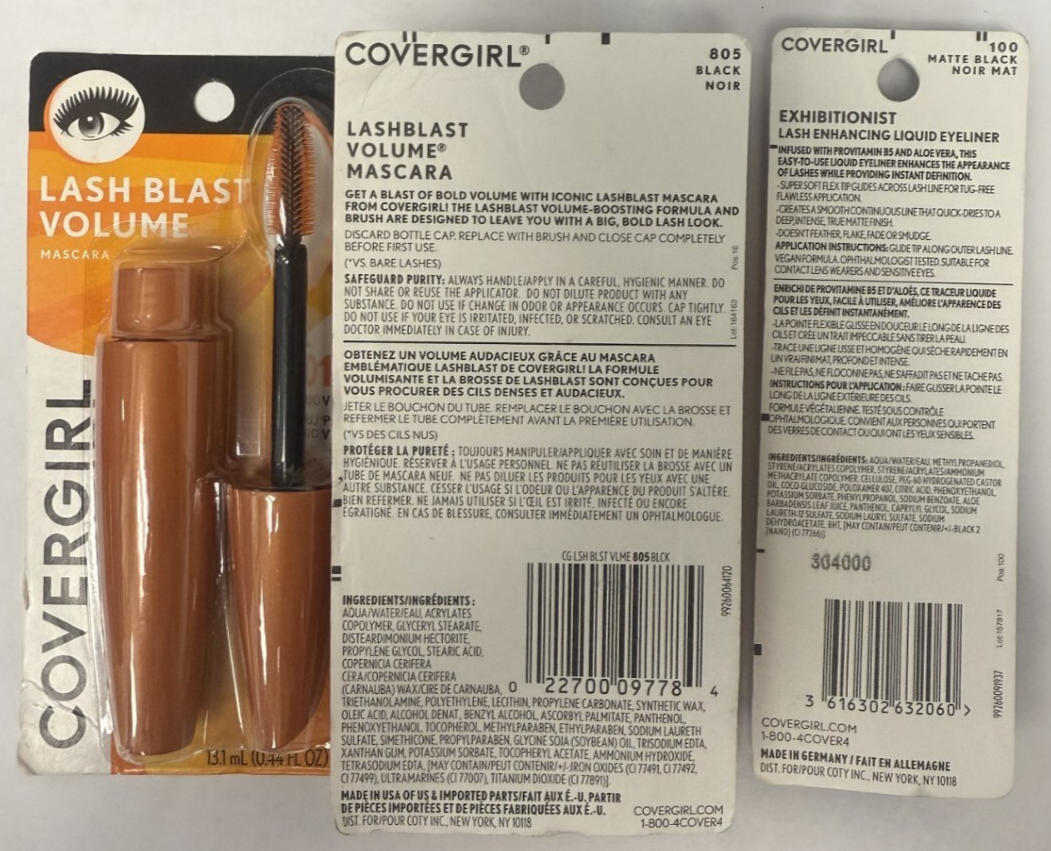 LASH BLAST
VOLUME
MASCARA
COVERGIRL
13.1 mL (0.44 FL OZ)
COVERGIRL®
805
BLACK
NOIR
LASHBLAST
VOLUME®
MASCARA
GET A BLAST OF BOLD VOLUME WITH ICONIC LASHBLAST MASCARA
FROM COVERGIRL! THE LASHBLAST VOLUME-BOOSTING FORMULA AND
BRUSH ARE DESIGNED TO LEAVE YOU WITH A BIG, BOLD LASH LOOK.
DISCARD BOTTLE CAP. REPLACE WITH BRUSH AND CLOSE CAP COMPLETELY
BEFORE FIRST USE.
(*VS. BARE LASHES)
SAFEGUARD PURITY: ALWAYS HANDLE/APPLY IN A CAREFUL, HYGIENIC MANNER. DO
NOT SHARE OR REUSE THE APPLICATOR. DO NOT DILUTE PRODUCT WITH ANY
SUBSTANCE. DO NOT USE IF CHANGE IN ODOR OR APPEARANCE OCCURS. CAP TIGHTLY.
DO NOT USE IF YOUR EYE IS IRRITATED, INFECTED, OR SCRATCHED. CONSULT AN EYE
DOCTOR IMMEDIATELY IN CASE OF INJURY.
Pos: 16
Lot: 164162
OBTENEZ UN VOLUME AUDACIEUX GRÂCE AU MASCARA
EMBLÉMATIQUE LASHBLAST DE COVERGIRL! LA FORMULE
VOLUMISANTE ET LA BROSSE DE LASHBLAST SONT CONÇUES POUR
VOUS PROCURER DES CILS DENSES ET AUDACIEUX.
JETER LE BOUCHON DU TUBE. REMPLACER LE BOUCHON AVEC LA BROSSE ET
REFERMER LE TUBE COMPLÈTEMENT AVANT LA PREMIÈRE UTILISATION.
(*VS DES CILS NUS)
PROTÉGER LA PURETÉ : TOUJOURS MANIPULER/APPLIQUER AVEC SOIN ET DE MANIÈRE
HYGIÉNIQUE. RÉSERVER À L'USAGE PERSONNEL. NE PAS RÉUTILISER LA BROSSE AVEC UN
TUBE DE MASCARA NEUF. NE PAS DILUER LES PRODUITS POUR LES YEUX AVEC UNE
AUTRE SUBSTANCE. CESSER L'USAGE SI L'ODEUR OU L'APPARENCE DU PRODUIT S'ALTÈRE.
BIEN REFERMER. NE JAMAIS UTILISER SI L'ŒIL EST IRRITÉ, INFECTÉ OU ENCORE
ÉGRATIGNÉ. EN CAS DE BLESSURE, CONSULTER IMMÉDIATEMENT UN OPHTALMOLOGUE.
CG LSH BLST VLME 805 BLCK
99260064120
0 22700 09778 4
INGREDIENTS/INGRÉDIENTS :
AQUA/WATER/EAU, ACRYLATES
COPOLYMER, GLYCERYL STEARATE,
DISTEARDIMONIUM HECTORITE,
PROPYLENE GLYCOL, STEARIC ACID,
COPERNICIA CERIFERA
CERA/COPERNICIA CERIFERA
(CARNAUBA) WAX/CIRE DE CARNAUBA,
TRIETHANOLAMINE, POLYETHYLENE, LECITHIN, PROPYLENE CARBONATE, SYNTHETIC WAX,
OLEIC ACID, ALCOHOL DENAT., BENZYL ALCOHOL, ASCORBYL PALMITATE, PANTHENOL,
PHENOXYETHANOL, TOCOPHEROL, METHYLPARABEN, ETHYLPARABEN, SODIUM LAURETH
SULFATE, SIMETHICONE, PROPYLPARABEN, GLYCINE SOJA (SOYBEAN) OIL, TRISODIUM EDTA,
XANTHAN GUM, POTASSIUM SORBATE, TOCOPHERYL ACETATE, AMMONIUM HYDROXIDE,
TETRASODIUM EDTA, [MAY CONTAIN/PEUT CONTENIR/+/-:IRON OXIDES (CI 77491, CI 77492,
CI 77499), ULTRAMARINES (CI 77007), TITANIUM DIOXIDE (CI 77891)].
MADE IN USA OF US & IMPORTED PARTS/FAIT AUX É.-U. PARTIR
DE PIÈCES IMPORTÉES ET DE PIÈCES FABRIQUÉES AUX É.-U.
DIST. FOR/POUR COTY INC., NEW YORK, NY 10118
COVERGIRL.COM
1-800-4COVER4
COVERGIRL
100
MATTE BLACK
NOIR MAT
EXHIBITIONIST
LASH ENHANCING LIQUID EYELINER
INFUSED WITH PROVITAMIN B5 AND ALOE VERA, THIS
EASY-TO-USE LIQUID EYELINER ENHANCES THE APPEARANCE
OF LASHES WHILE PROVIDING INSTANT DEFINITION.
-SUPER SOFT FLEX TIP GLIDES ACROSS LASH LINE FOR TUG-FREE
FLAWLESS APPLICATION.
-CREATES A SMOOTH CONTINUOUS LINE THAT QUICK-DRIES TO A
DEEP, INTENSE, TRUE MATTE FINISH.
-DOESN'T FEATHER, FLAKE, FADE OR SMUDGE.
APPLICATION INSTRUCTIONS: GLIDE TIP ALONG OUTER LASH LINE.
VEGAN FORMULA. OPHTHALMOLOGIST TESTED. SUITABLE FOR
CONTACT LENS WEARERS AND SENSITIVE EYES.
ENRICHI DE PROVITAMINE B5 ET D'ALOÈS, CE TRACEUR LIQUIDE
POUR LES YEUX, FACILE À UTILISER, AMÉLIORE L'APPARENCE DES
CILS ET LES DÉFINIT INSTANTANÉMENT.
-LA POINTE FLEXIBLE GLISSE EN DOUCEUR LE LONG DE LA LIGNE DES
CILS ET CRÉE UN TRAIT IMPECCABLE SANS TIRER LA PEAU.
-TRACE UNE LIGNE LISSE ET HOMOGÈNE QUI SÈCHE RAPIDEMENT EN
UN VRAI FINI MAT, PROFOND ET INTENSE.
-NE FILE PAS, NE FLOCONNE PAS, NE S'AFFADIT PAS ET NE TACHE PAS.
INSTRUCTIONS POUR L'APPLICATION : FAIRE GLISSER LA POINTE LE
LONG DE LA LIGNE EXTÉRIEURE DES CILS.
FORMULE VÉGÉTALIENNE. TESTÉ SOUS CONTRÔLE
OPHTALMOLOGIQUE. CONVIENT AUX PERSONNES QUI PORTENT
DES VERRES DE CONTACT OU QUI ONT LES YEUX SENSIBLES.
INGREDIENTS/INGRÉDIENTS: AQUA/WATER/EAU, METHYLPROPANEDIOL,
STYRENE/ACRYLATES COPOLYMER, STYRENE/ACRYLATES/AMMONIUM
METHACRYLATE COPOLYMER, CELLULOSE, PEG-60 HYDROGENATED CASTOR
OIL, COCO-GLUCOSIDE, POLOXAMER 407, CITRIC ACID, PHENOXYETHANOL,
POTASSIUM SORBATE, PHENYLPROPANOL, SODIUM BENZOATE, ALOE
BARBADENSIS LEAF JUICE, PANTHENOL, CAPRYLYL GLYCOL, SODIUM
LAURETH-12 SULFATE, SODIUM LAURYL SULFATE, SODIUM
DEHYDROACETATE, BHT, [MAY CONTAIN/PEUT CONTENIR/+/-:BLACK 2
[NANO] (CI 77266)]
304000
Pos: 100
Lot: 157817
99260091937
3 616302 632060 >
COVERGIRL.COM
1-800-4COVER4
MADE IN GERMANY / FAIT EN ALLEMAGNE
DIST. FOR/POUR COTY INC., NEW YORK, NY 10118